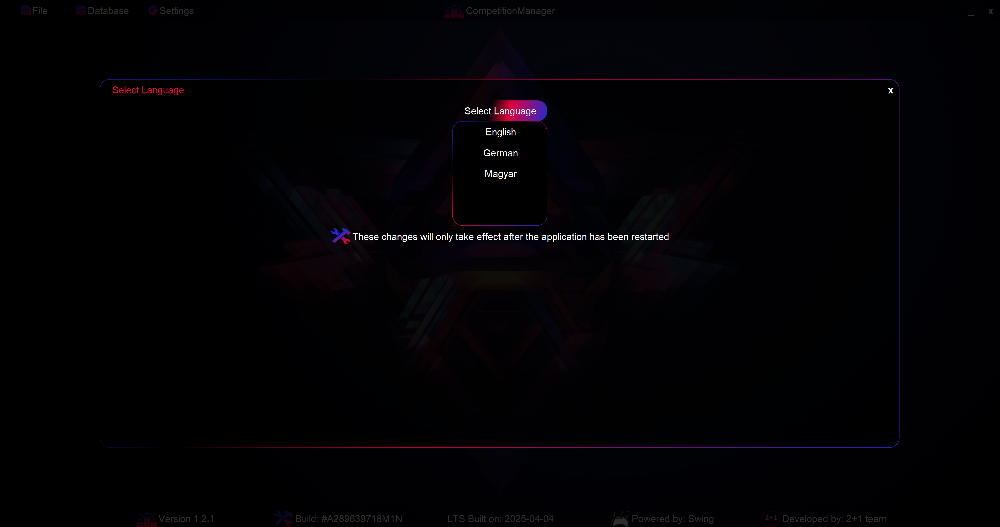 File Database Settings CompetitionManager _ x
Select Language x
Select Language
English
German
Magyar
These changes will only take effect after the application has been restarted
Version 1.2.1 Build: #A289639718M1N LTS Built on: 2025-04-04 Powered by: Swing 2+1 Developed by: 2+1 team